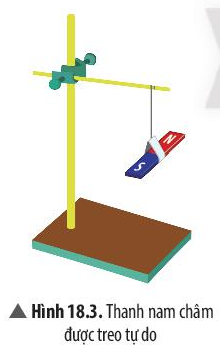 N
S
▲ Hình 18.3. Thanh nam châm
được treo tự do